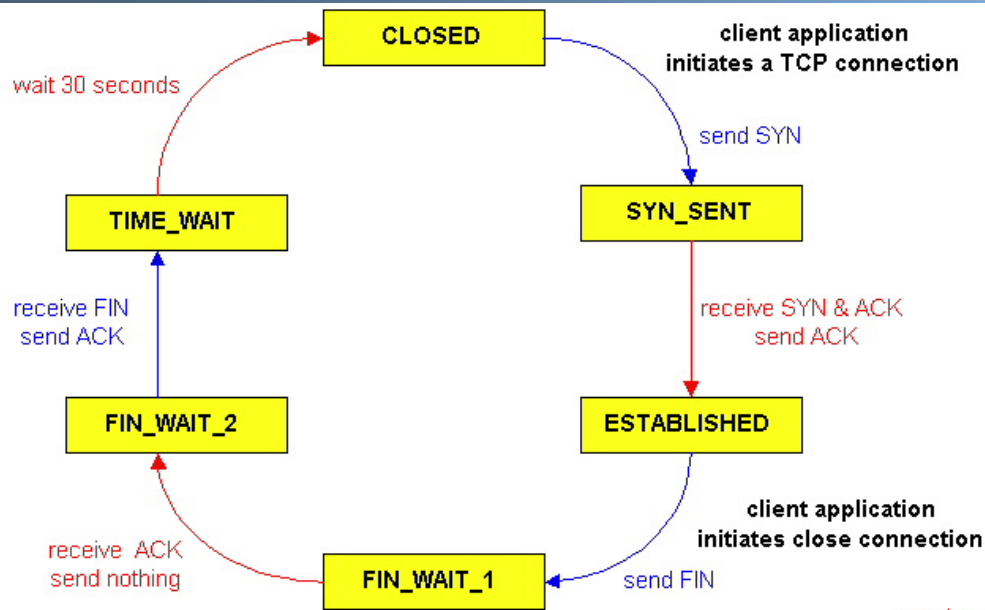 CLOSED
client application
initiates a TCP connection
wait 30 seconds
send SYN
TIME_WAIT
SYN_SENT
receive FIN
send ACK
receive SYN & ACK
send ACK
FIN_WAIT_2
ESTABLISHED
client application
initiates close connection
receive ACK
send nothing
FIN_WAIT_1
send FIN